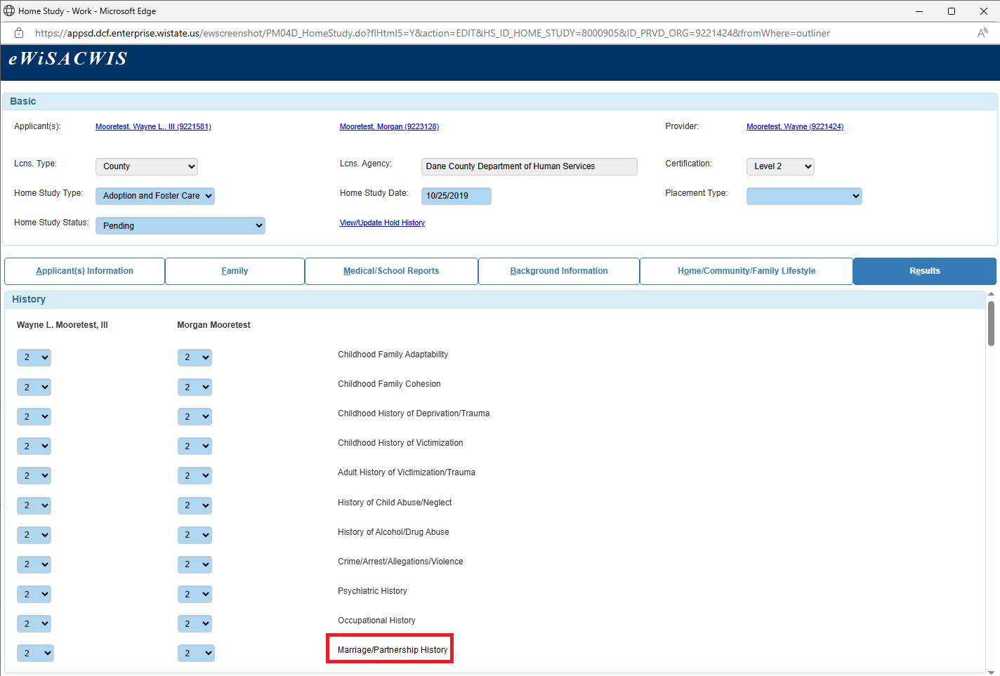 Home Study - Work - Microsoft Edge
https://appsd.dcf.enterprise.wistate.us/ewscreenshot/PM04D_HomeStudy.do?flHtml5=Y&action=EDIT&HS_ID_HOME_STUDY=8000905&ID_PRVD_ORG=9221424&fromWhere=outliner
eWiSACWIS
Basic
Applicant(s): Mooretest, Wayne L., III (9221581) Mooretest, Morgan (9223128) Provider: Mooretest, Wayne (9221424)
Lcns. Type: County Lcns. Agency: Dane County Department of Human Services Certification: Level 2
Home Study Type: Adoption and Foster Care Home Study Date: 10/25/2019 Placement Type:
Home Study Status: Pending View/Update Hold History
Applicant(s) Information Family Medical/School Reports Background Information Home/Community/Family Lifestyle Results
History
Wayne L. Mooretest, III Morgan Mooretest
2 2 Childhood Family Adaptability
2 2 Childhood Family Cohesion
2 2 Childhood History of Deprivation/Trauma
2 2 Childhood History of Victimization
2 2 Adult History of Victimization/Trauma
2 2 History of Child Abuse/Neglect
2 2 History of Alcohol/Drug Abuse
2 2 Crime/Arrest/Allegations/Violence
2 2 Psychiatric History
2 2 Occupational History
2 2 Marriage/Partnership History